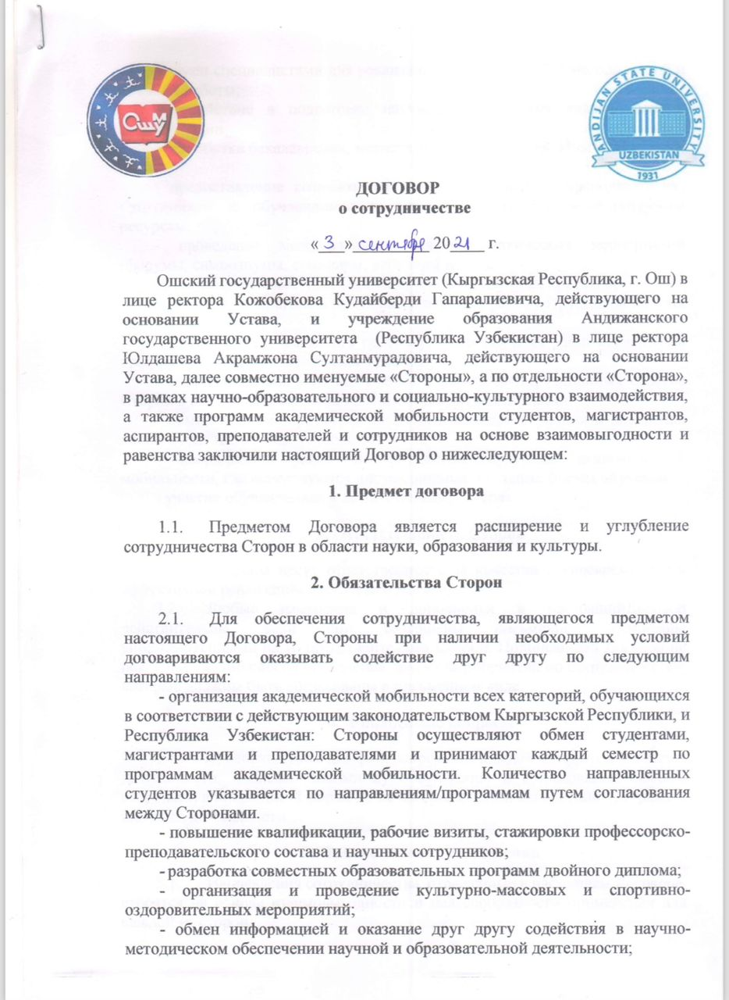 ОшМУ
ANDIJAN STATE UNIVERSITY
UZBEKISTAN
1931
ДОГОВОР
о сотрудничестве
« 3 » сентябре 2021 г.
Ошский государственный университет (Кыргызская Республика, г. Ош) в
лице ректора Кожобекова Кудайберди Гапаралиевича, действующего на
основании Устава, и учреждение образования Андижанского
государственного университета (Республика Узбекистан) в лице ректора
Юлдашева Акрамжона Султанмурадовича, действующего на основании
Устава, далее совместно именуемые «Стороны», а по отдельности «Сторона»,
в рамках научно-образовательного и социально-культурного взаимодействия,
а также программ академической мобильности студентов, магистрантов,
аспирантов, преподавателей и сотрудников на основе взаимовыгодности и
равенства заключили настоящий Договор о нижеследующем:
1. Предмет договора
1.1. Предметом Договора является расширение и углубление
сотрудничества Сторон в области науки, образования и культуры.
2. Обязательства Сторон
2.1. Для обеспечения сотрудничества, являющегося предметом
настоящего Договора, Стороны при наличии необходимых условий
договариваются оказывать содействие друг другу по следующим
направлениям:
- организация академической мобильности всех категорий, обучающихся
в соответствии с действующим законодательством Кыргызской Республики, и
Республика Узбекистан: Стороны осуществляют обмен студентами,
магистрантами и преподавателями и принимают каждый семестр по
программам академической мобильности. Количество направленных
студентов указывается по направлениям/программам путем согласования
между Сторонами.
- повышение квалификации, рабочие визиты, стажировки профессорско-
преподавательского состава и научных сотрудников;
- разработка совместных образовательных программ двойного диплома;
- организация и проведение культурно-массовых и спортивно-
оздоровительных мероприятий;
- обмен информацией и оказание друг другу содействия в научно-
методическом обеспечении научной и образовательной деятельности;